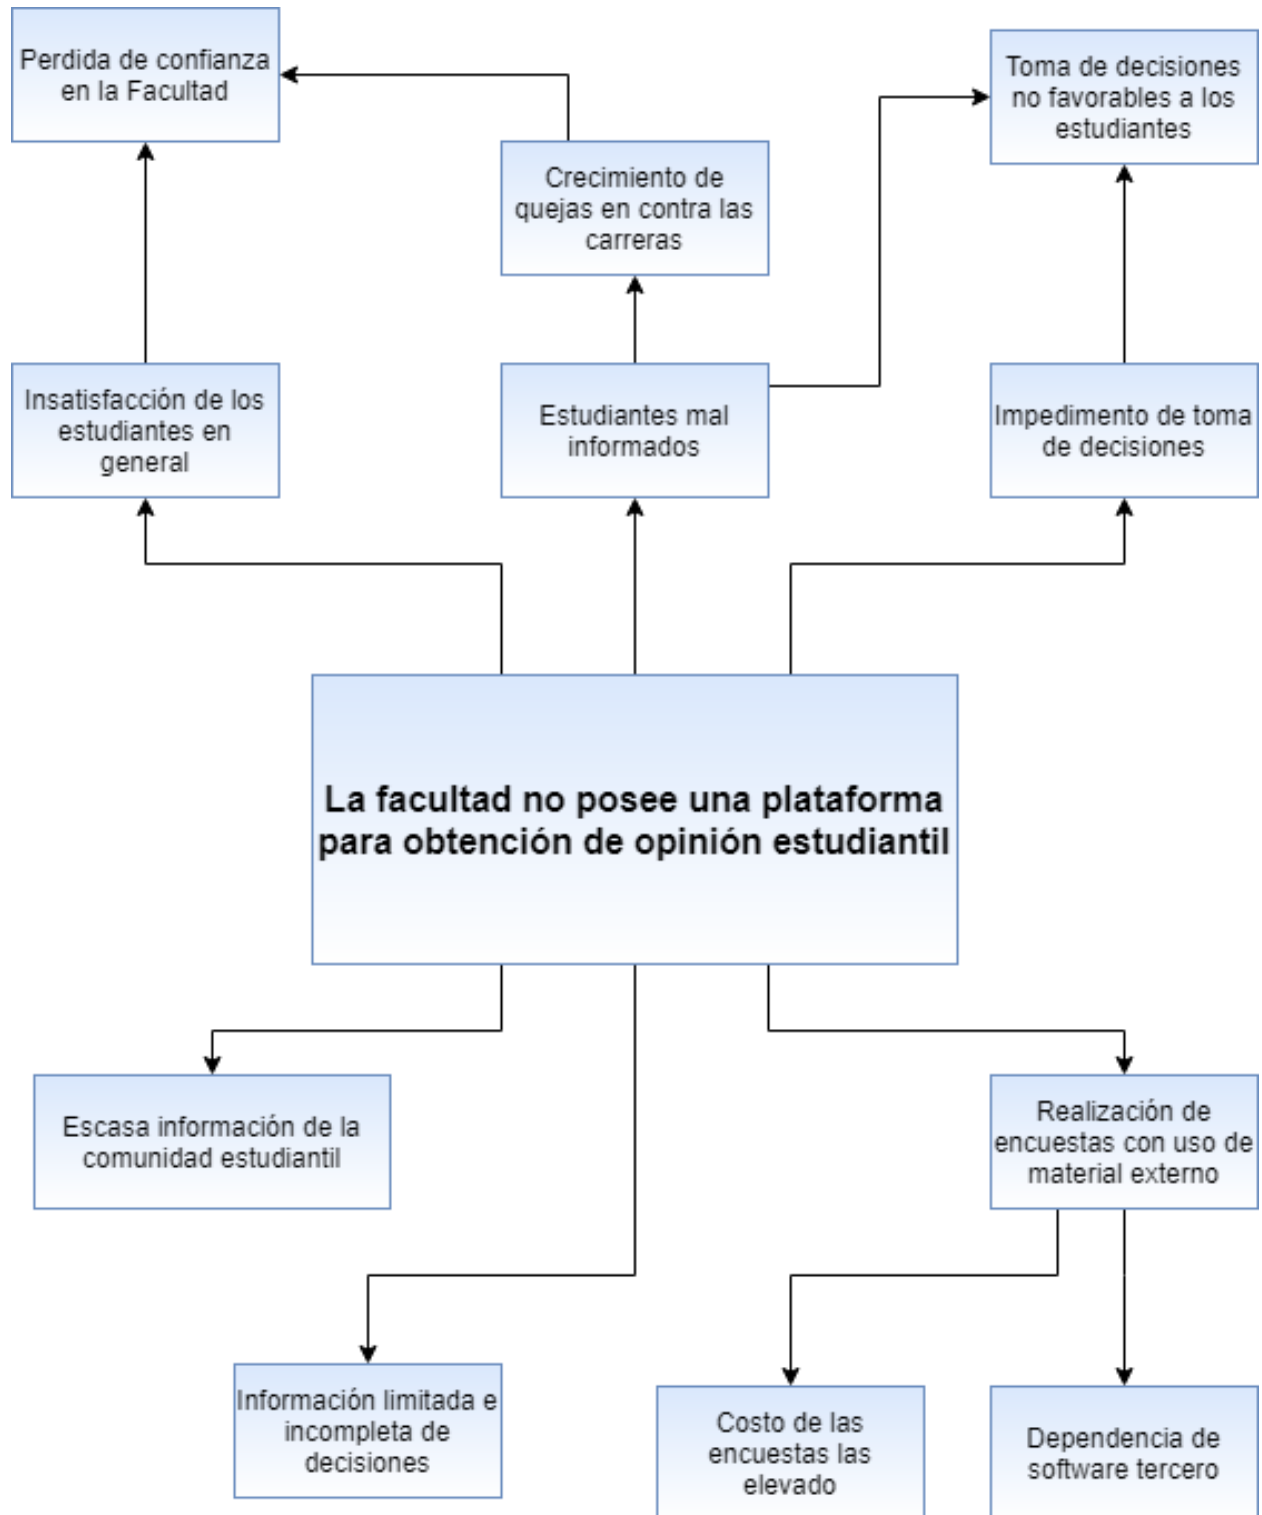 Perdida de confianza
en la Facultad
Toma de decisiones
no favorables a los
estudiantes
Crecimiento de
quejas en contra las
carreras
Insatisfacción de los
estudiantes en
general
Estudiantes mal
informados
Impedimento de toma
de decisiones
La facultad no posee una plataforma
para obtención de opinión estudiantil
Escasa información de la
comunidad estudiantil
Realización de
encuestas con uso de
material externo
Información limitada e
incompleta de
decisiones
Costo de las
encuestas las
elevado
Dependencia de
software tercero